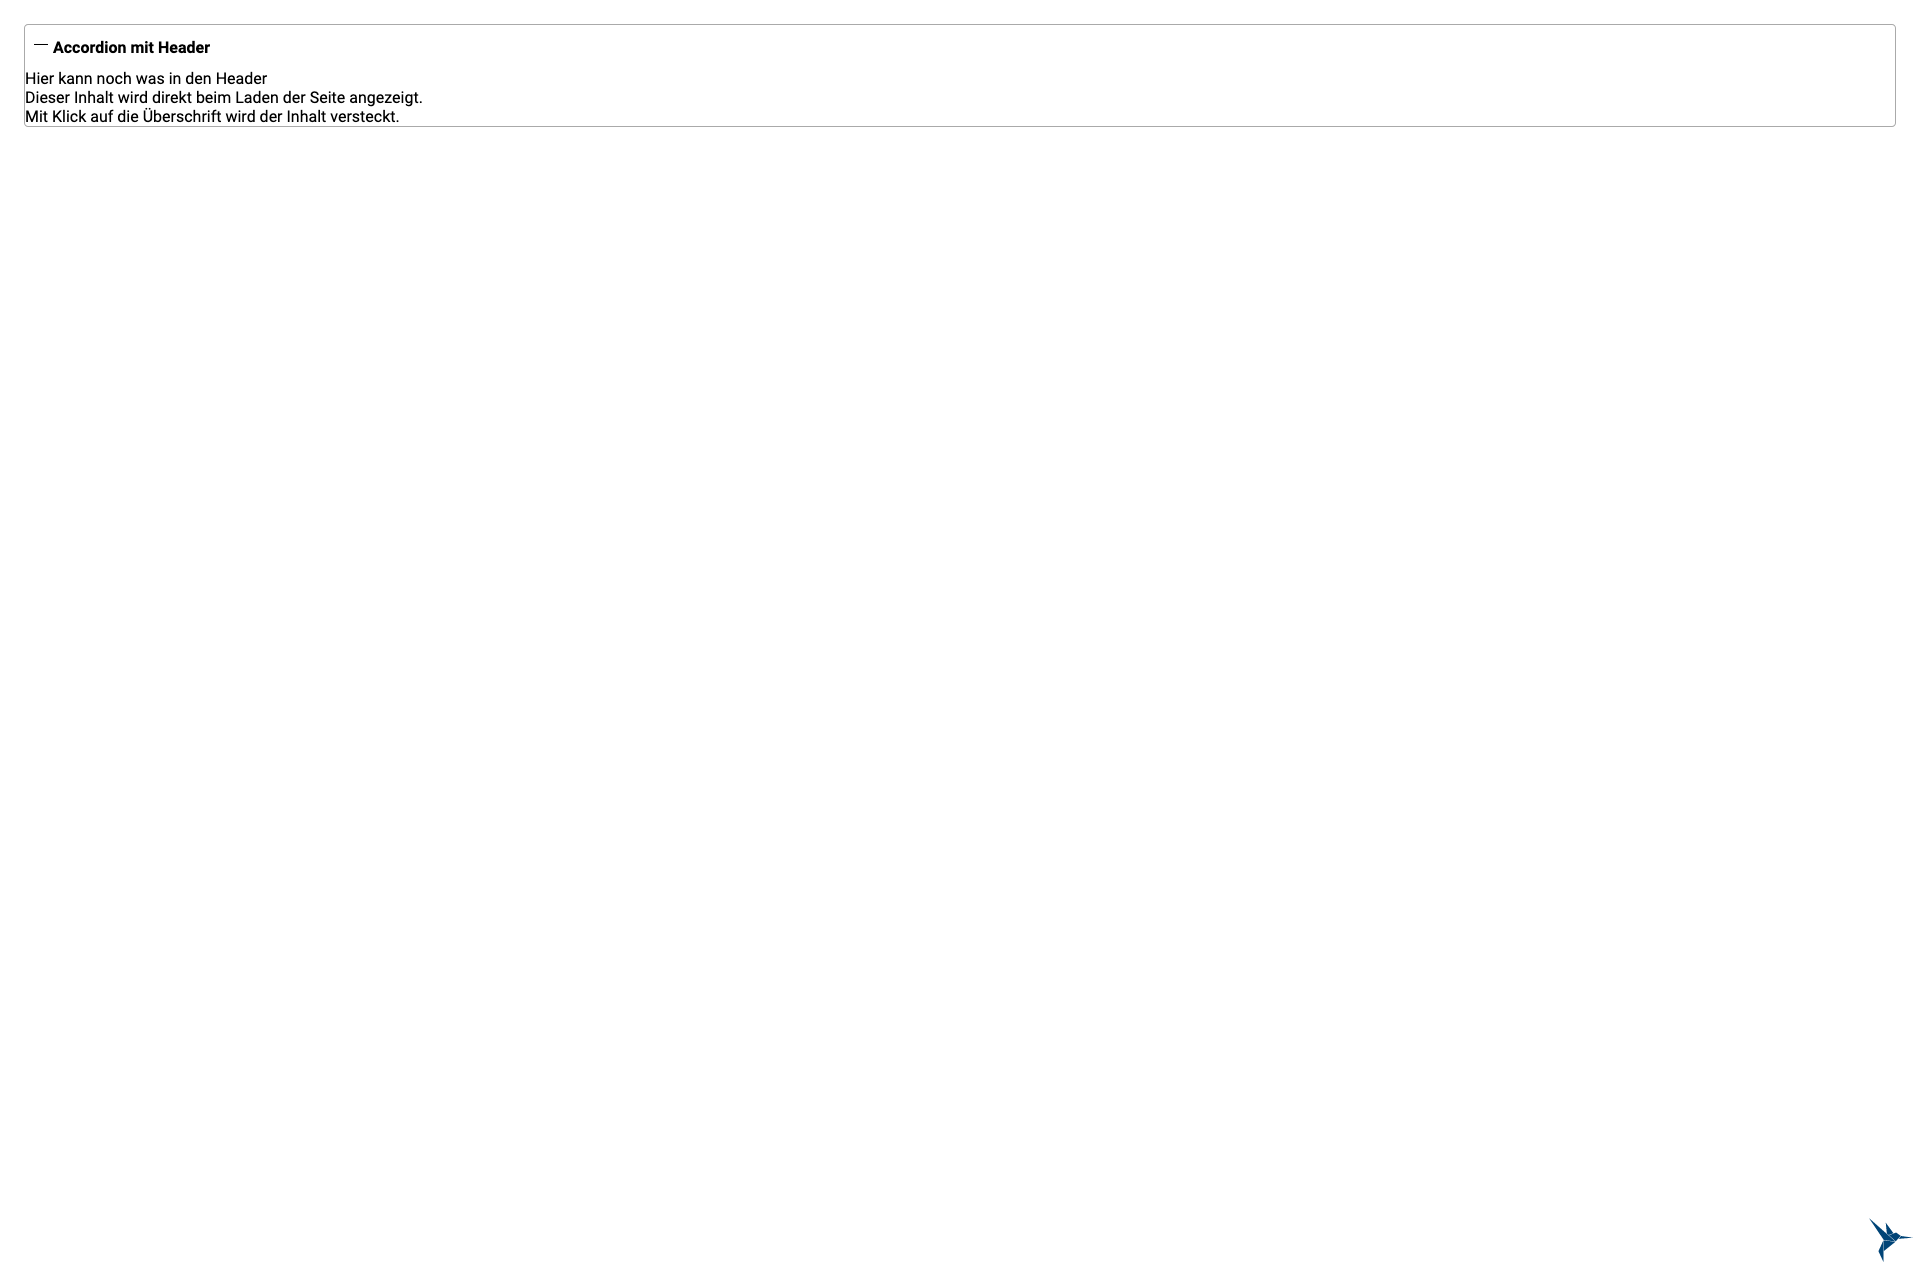 Accordion mit Header
Hier kann noch was in den Header
Dieser Inhalt wird direkt beim Laden der Seite angezeigt.
Mit Klick auf die Überschrift wird der Inhalt versteckt.